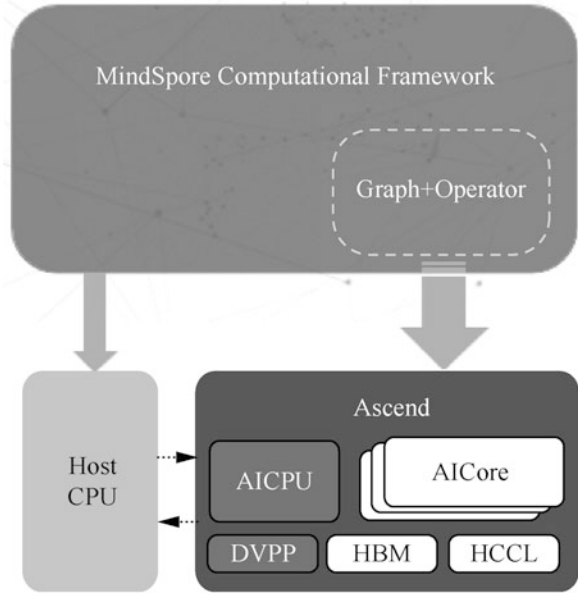 MindSpore Computational Framework
Graph+Operator
Host
CPU
Ascend
AICPU
AICore
DVPP
HBM
HCCL